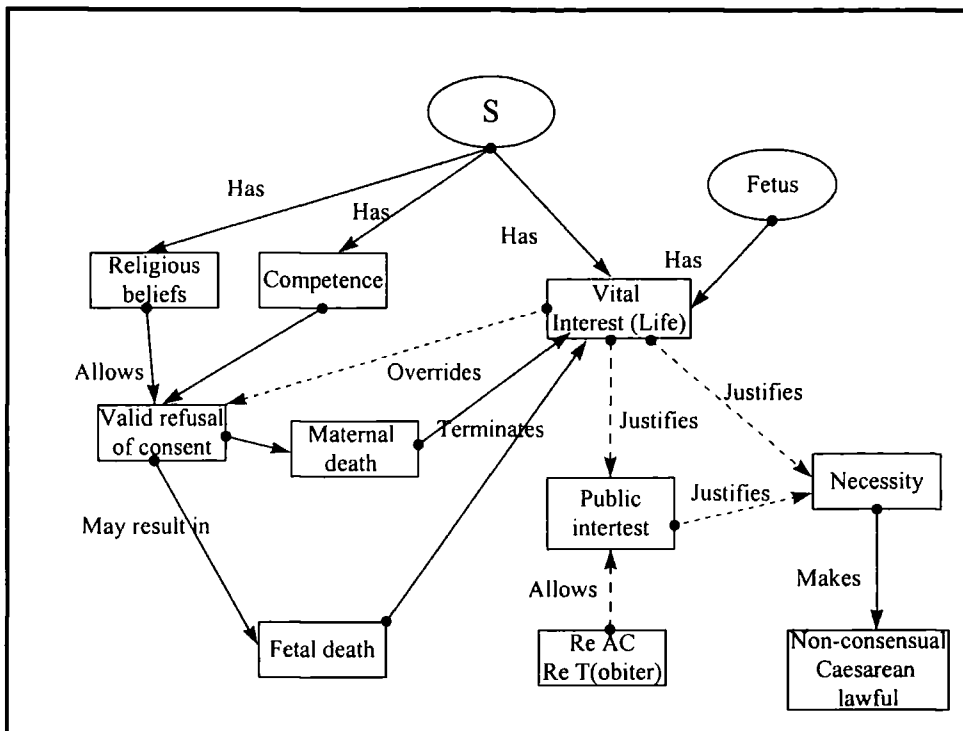 S
Fetus
Has
Has
Has
Has
Religious
beliefs
Competence
Vital
Interest (Life)
Allows
Overrides
Justifies
Valid refusal
of consent
Maternal
death
Terminates
Justifies
Public
intertest
Justifies
Necessity
May result in
Allows
Makes
Fetal death
Re AC
Re T(obiter)
Non-consensual
Caesarean
lawful